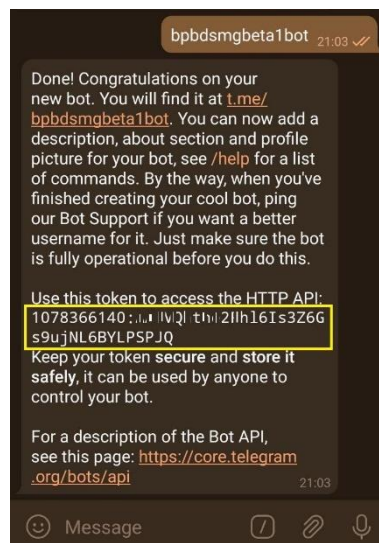 bpbdsmgbeta1bot 21:03
Done! Congratulations on your
new bot. You will find it at t.me/
bpbdsmgbeta1bot. You can now add a
description, about section and profile
picture for your bot, see /help for a list
of commands. By the way, when you've
finished creating your cool bot, ping
our Bot Support if you want a better
username for it. Just make sure the bot
is fully operational before you do this.
Use this token to access the HTTP API:
s9ujNL6BYLPSPJQ
Keep your token secure and store it
safely, it can be used by anyone to
control your bot.
For a description of the Bot API,
see this page: https://core.telegram
.org/bots/api 21:03
Message